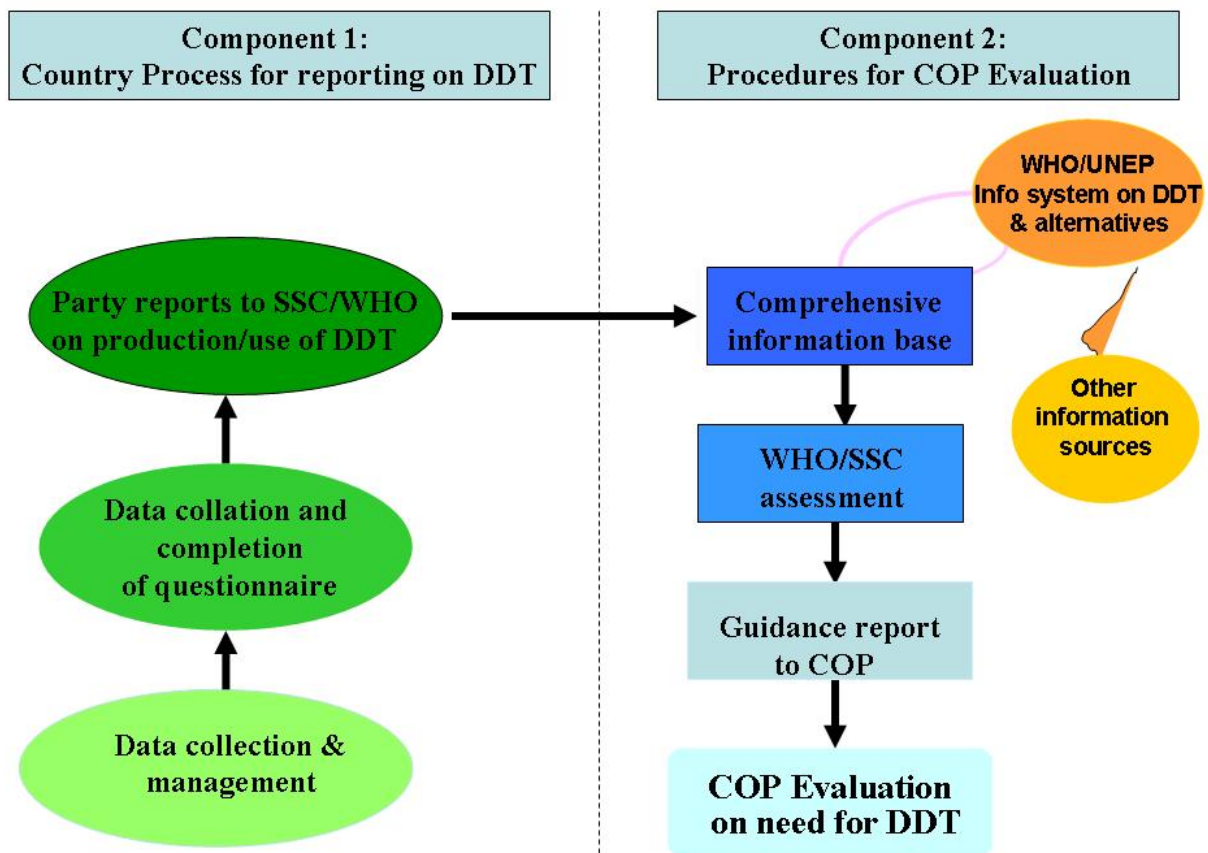 Component 1:
Country Process for reporting on DDT
Party reports to SSC/WHO
on production/use of DDT
Data collation and
completion
of questionnaire
Data collection &
management
Component 2:
Procedures for COP Evaluation
WHO/UNEP
Info system on DDT
& alternatives
Comprehensive
information base
Other
information
sources
WHO/SSC
assessment
Guidance report
to COP
COP Evaluation
on need for DDT